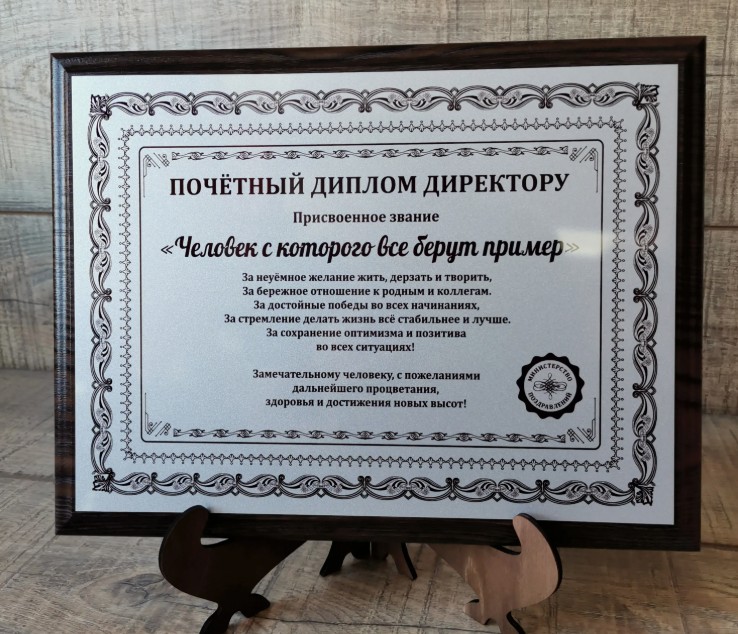 ПОЧЁТНЫЙ ДИПЛОМ ДИРЕКТОРУ
Присвоенное звание
«Человек с которого все берут пример»
За неуёмное желание жить, дерзать и творить,
За бережное отношение к родным и коллегам.
За достойные победы во всех начинаниях,
За стремление делать жизнь всё стабильнее и лучше.
За сохранение оптимизма и позитива
во всех ситуациях!
Замечательному человеку, с пожеланиями
дальнейшего процветания,
здоровья и достижения новых высот!
МИНИСТЕРСТВО
ПОЗДРАВЛЕНИЙ